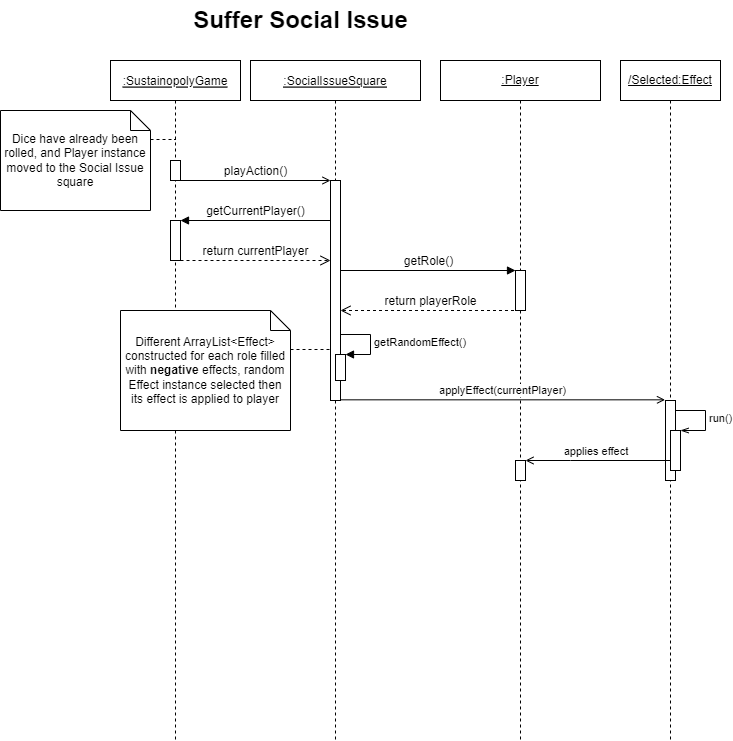 Suffer Social Issue
:SustainopolyGame
:SocialIssueSquare
:Player
/Selected:Effect
Dice have already been
rolled, and Player instance
moved to the Social Issue
square
playAction()
getCurrentPlayer()
return currentPlayer
getRole()
return playerRole
Different ArrayList<Effect>
constructed for each role filled
with negative effects, random
Effect instance selected then
its effect is applied to player
getRandomEffect()
applyEffect(currentPlayer)
run()
applies effect